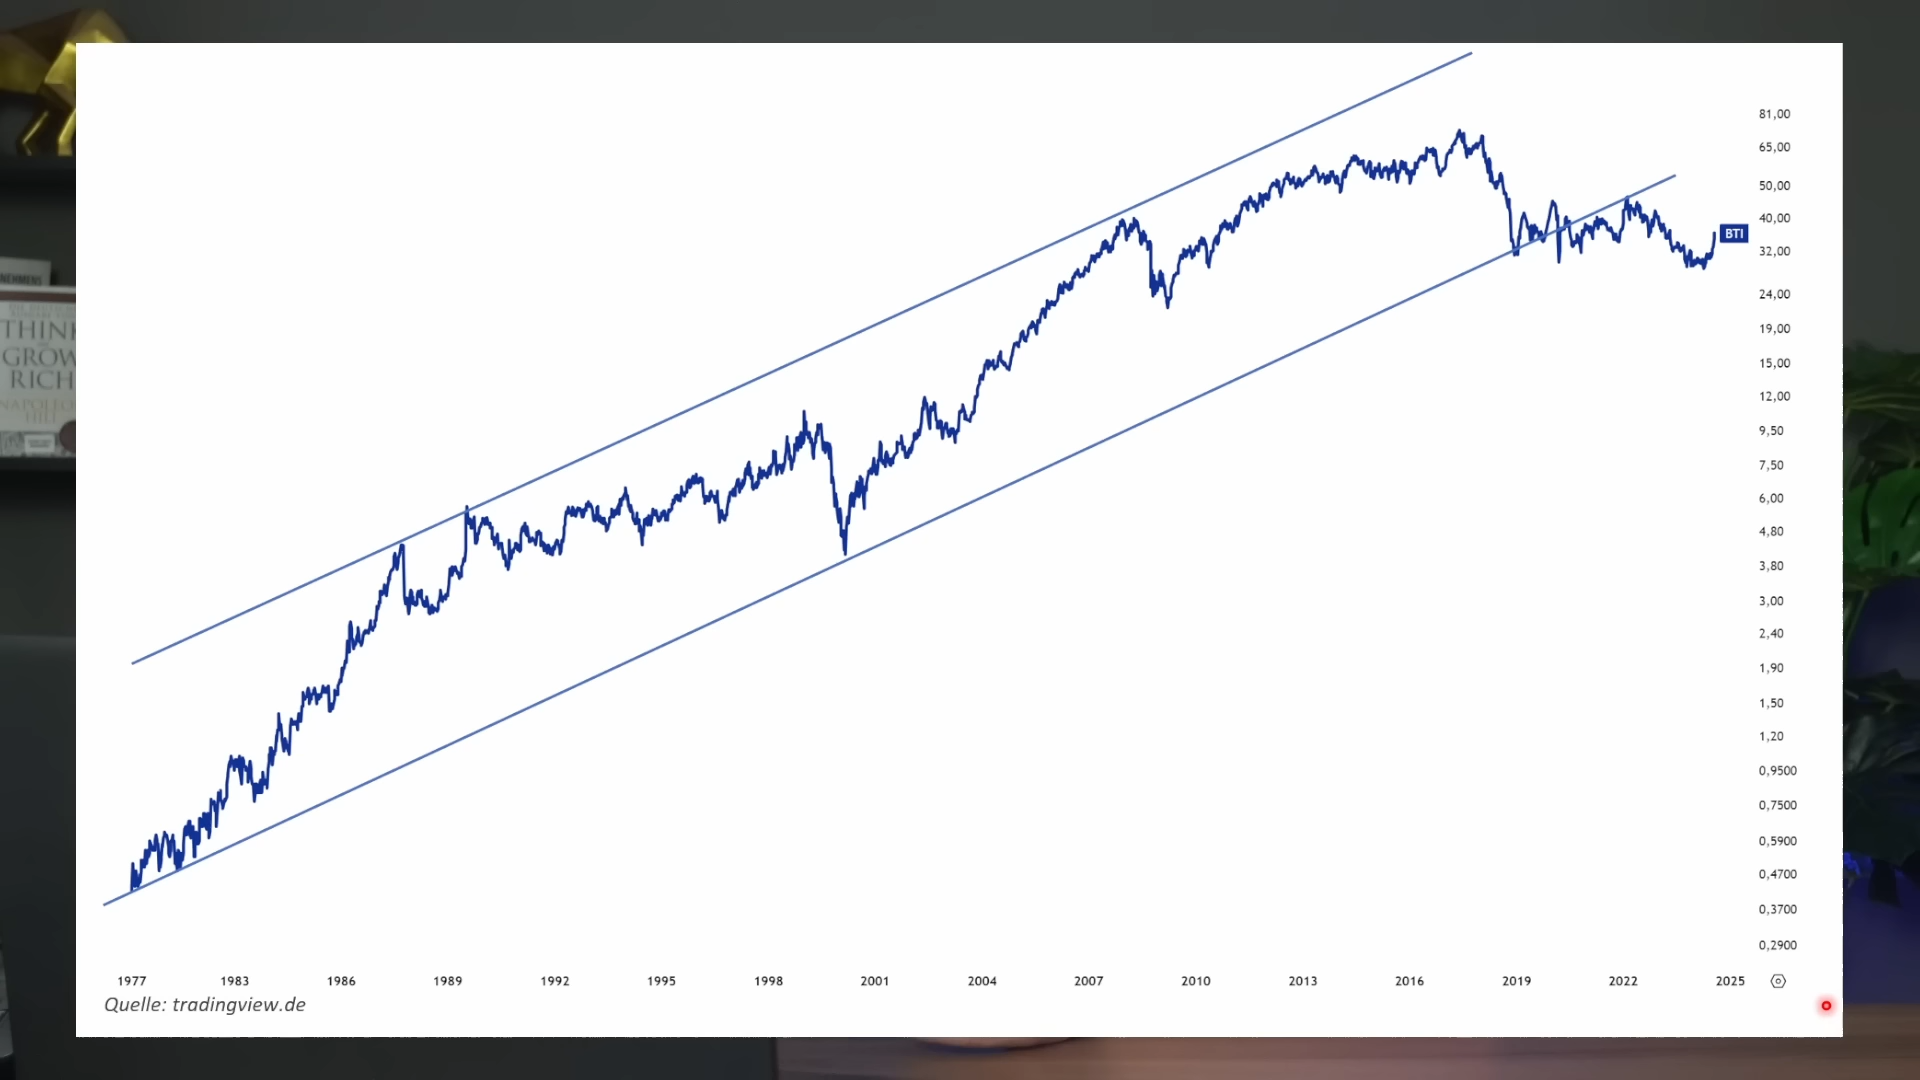 81,00
65,00
50,00
40,00
BTI
32,00
24,00
19,00
15,00
12,00
9,50
7,50
6,00
4,80
3,80
3,00
2,40
1,90
1,50
1,20
0,9500
0,7500
0,5900
0,4700
0,3700
0,2900
1977 1983 1986 1989 1992 1995 1998 2001 2004 2007 2010 2013 2016 2019 2022 2025
Quelle: tradingview.de
NEHMENS
THINK
GROW
RICH
NAPOLEO
HILL